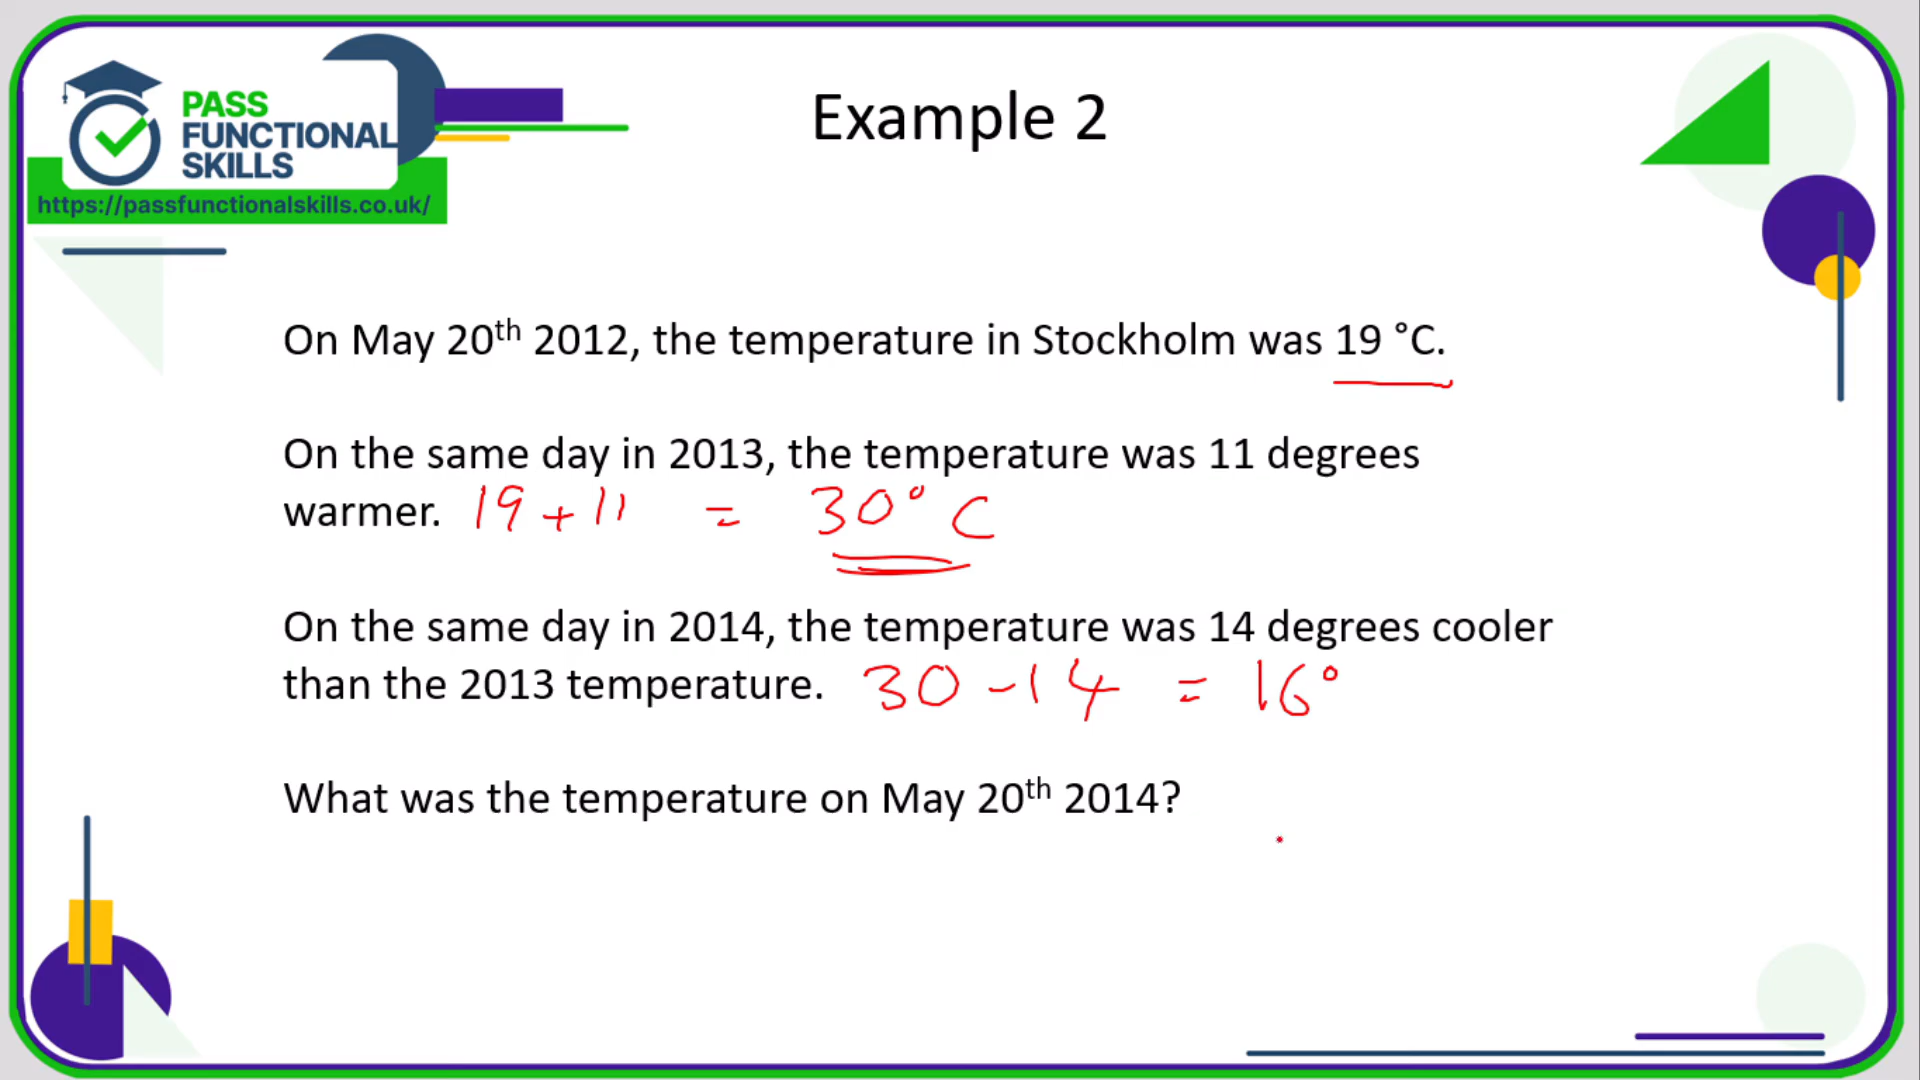 PASS
FUNCTIONAL
SKILLS
https://passfunctionalskills.co.uk/
Example 2
On May 20th 2012, the temperature in Stockholm was 19 °C.
On the same day in 2013, the temperature was 11 degrees
warmer. 19 + 11 = 30° C
On the same day in 2014, the temperature was 14 degrees cooler
than the 2013 temperature. 30 - 14 = 16°
What was the temperature on May 20th 2014?